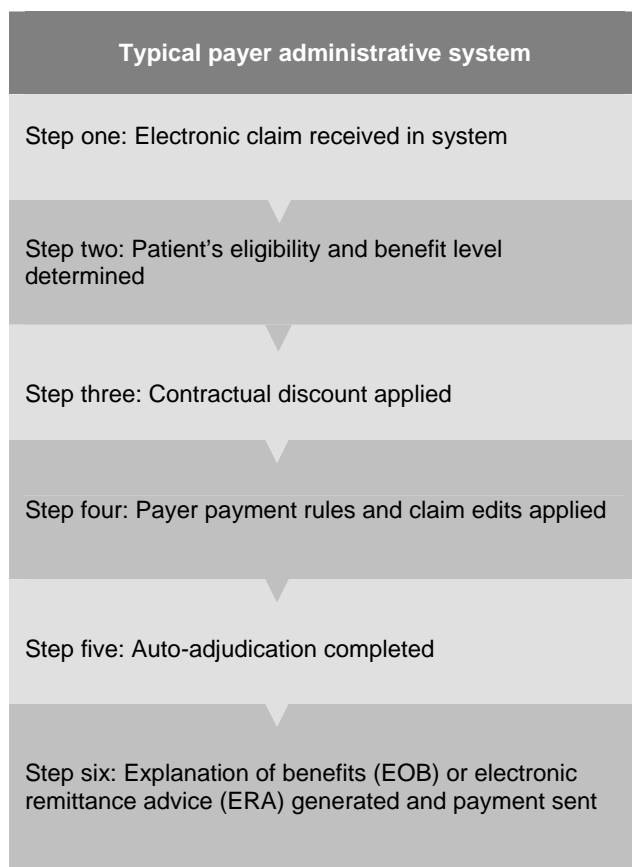 Typical payer administrative system
Step one: Electronic claim received in system
Step two: Patient’s eligibility and benefit level
determined
Step three: Contractual discount applied
Step four: Payer payment rules and claim edits applied
Step five: Auto-adjudication completed
Step six: Explanation of benefits (EOB) or electronic
remittance advice (ERA) generated and payment sent